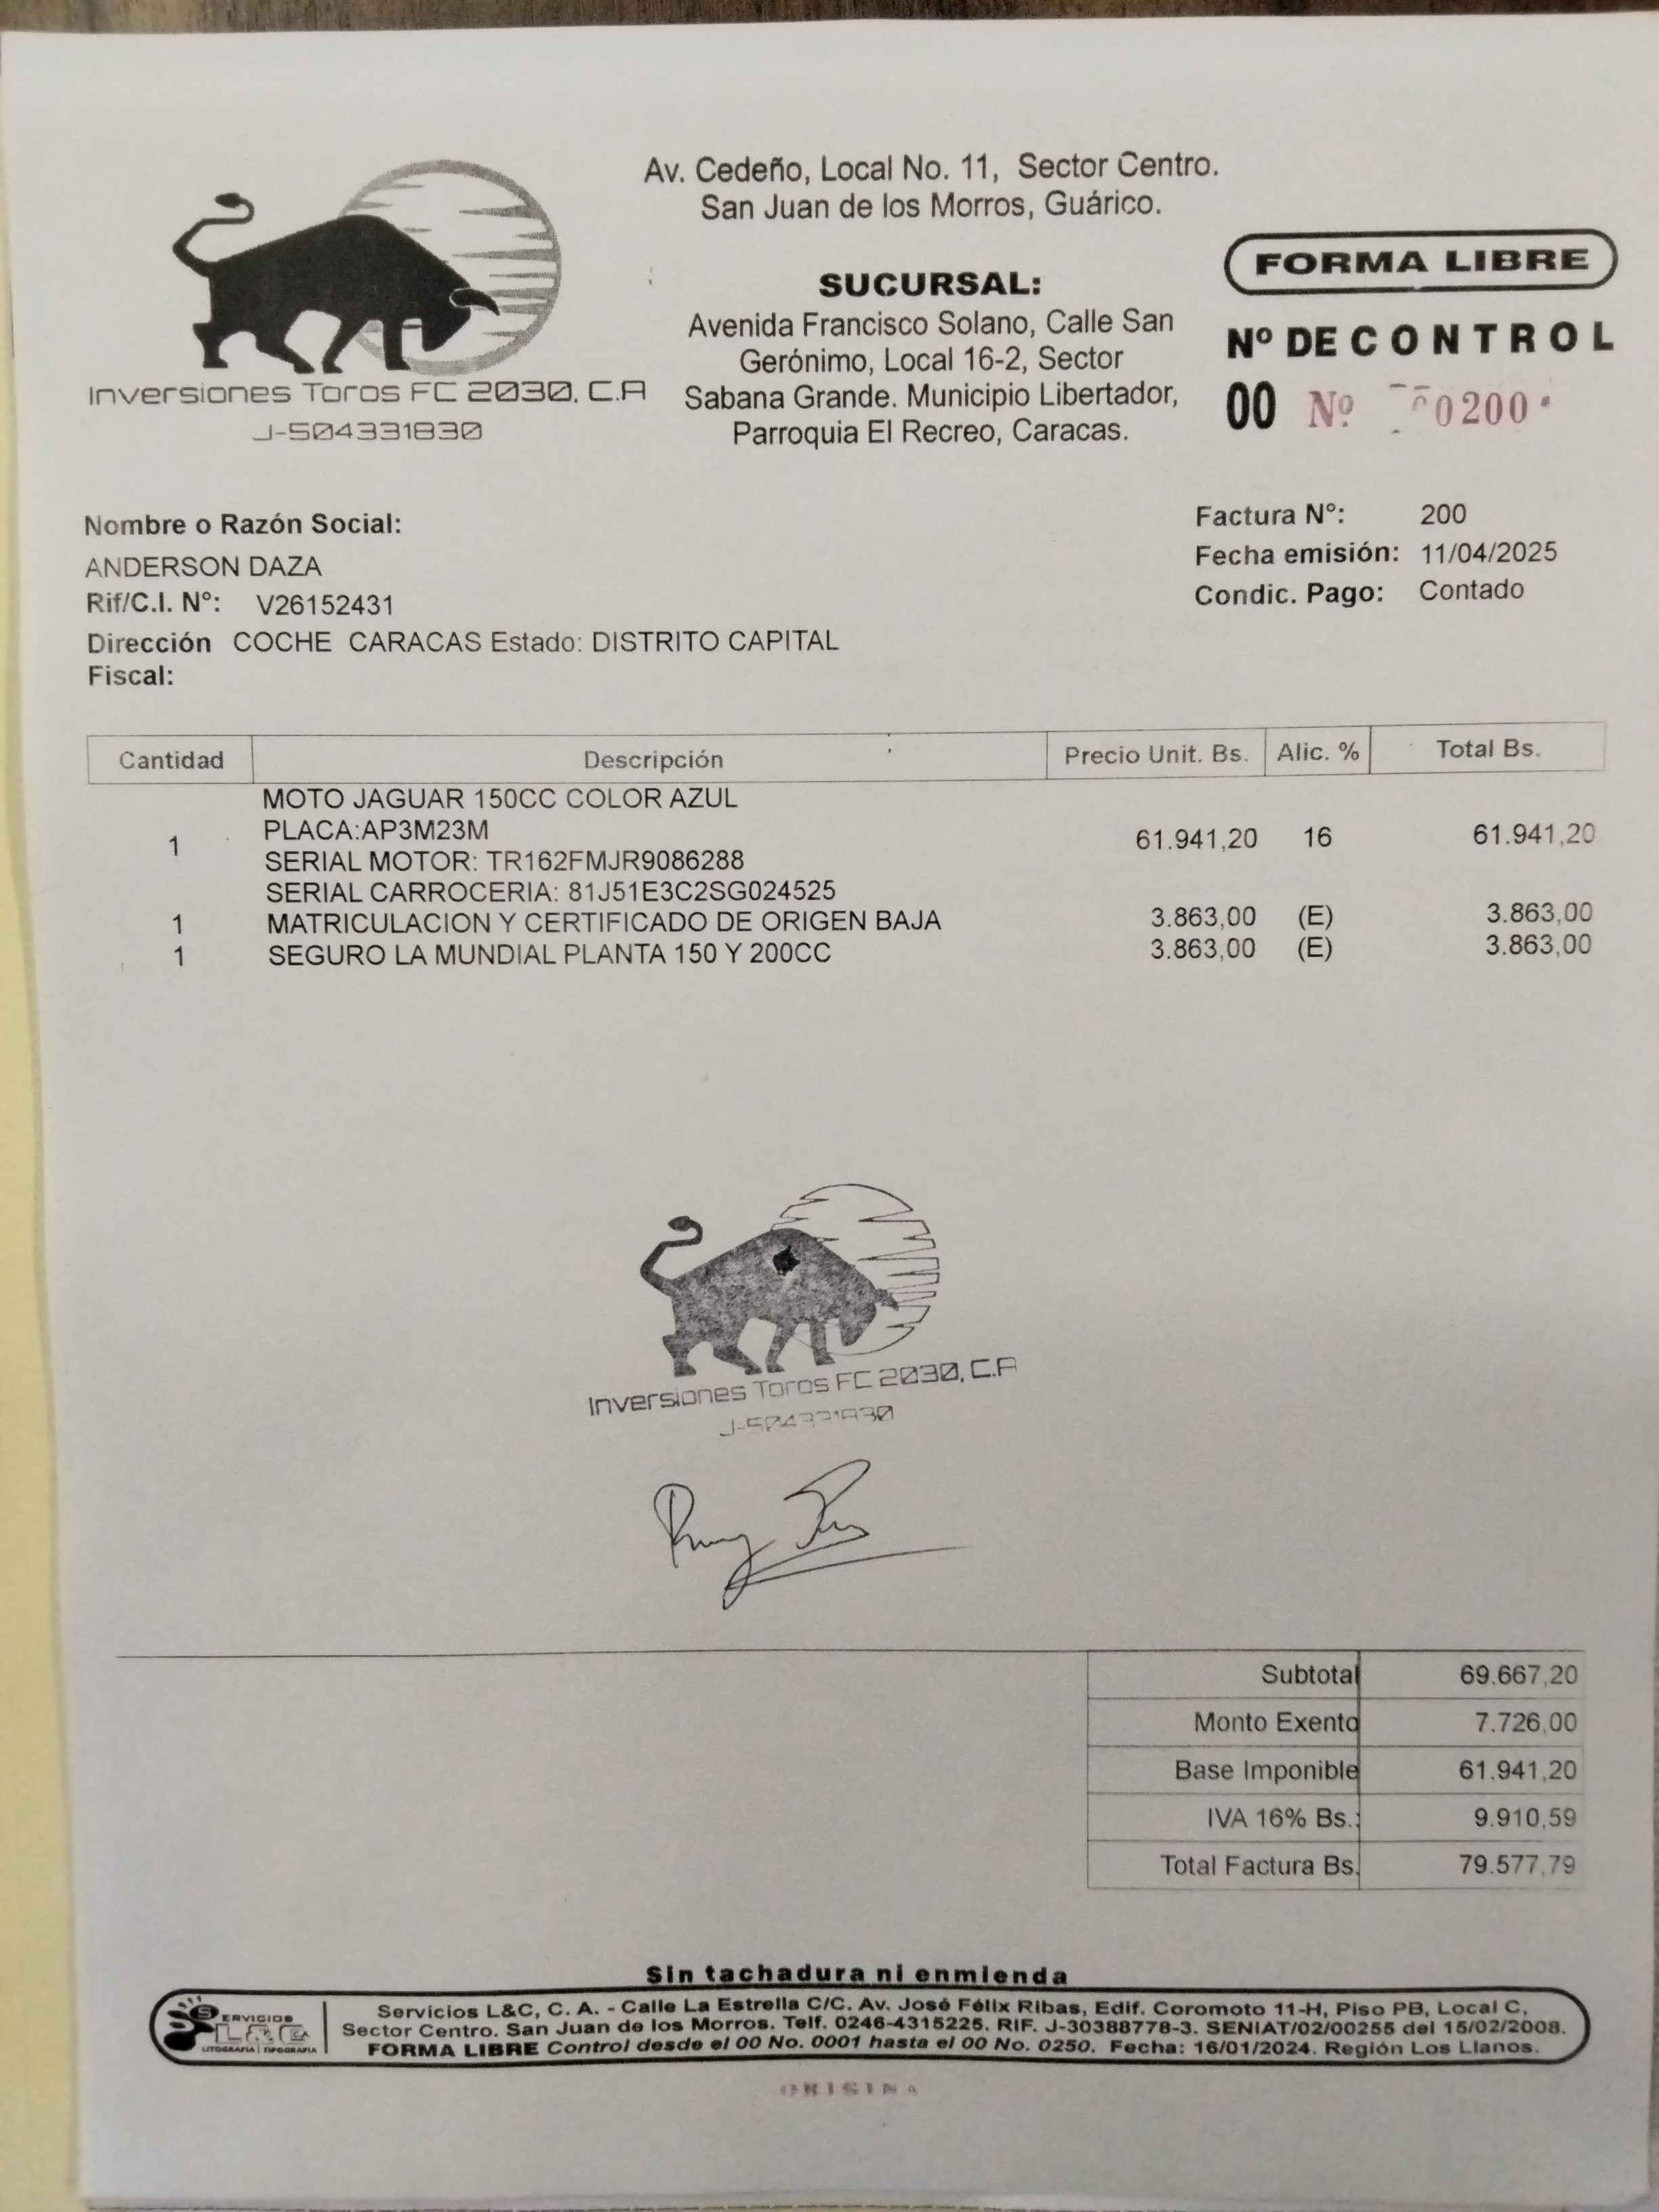 Av. Cedeño, Local No. 11, Sector Centro.
San Juan de los Morros, Guárico.
SUCURSAL:
Avenida Francisco Solano, Calle San
Gerónimo, Local 16-2, Sector
Sabana Grande. Municipio Libertador,
Parroquia El Recreo, Caracas.
Inversiones Toros FC 2030, C.A
J-504331830
FORMA LIBRE
Nº DE CONTROL
00 Nº 0200
Nombre o Razón Social:
ANDERSON DAZA
Rif/C.I. N°: V26152431
Dirección COCHE CARACAS Estado: DISTRITO CAPITAL
Fiscal:
Factura N°: 200
Fecha emisión: 11/04/2025
Condic. Pago: Contado
Cantidad Descripción Precio Unit. Bs. Alic. % Total Bs.
MOTO JAGUAR 150CC COLOR AZUL
PLACA:AP3M23M
1 61.941,20 16 61.941,20
SERIAL MOTOR: TR162FMJR9086288
SERIAL CARROCERIA: 81J51E3C2SG024525
1 MATRICULACION Y CERTIFICADO DE ORIGEN BAJA 3.863,00 (E) 3.863,00
1 SEGURO LA MUNDIAL PLANTA 150 Y 200CC 3.863,00 (E) 3.863,00
Inversiones Toros FC 2030, C.A
J-504331830
Subtotal 69.667,20
Monto Exento 7.726,00
Base Imponible 61.941,20
IVA 16% Bs.: 9.910,59
Total Factura Bs. 79.577,79
Sin tachadura ni enmienda
SERVICIOS
L&C CA
LITOGRAFIA | TIPOGRAFIA
Servicios L&C, C. A. - Calle La Estrella C/C. Av. José Félix Ribas, Edif. Coromoto 11-H, Piso PB, Local C,
Sector Centro. San Juan de los Morros. Telf. 0246-4315225. RIF. J-30388778-3. SENIAT/02/00255 del 15/02/2008.
FORMA LIBRE Control desde el 00 No. 0001 hasta el 00 No. 0250. Fecha: 16/01/2024. Región Los Llanos.
ORIGINA